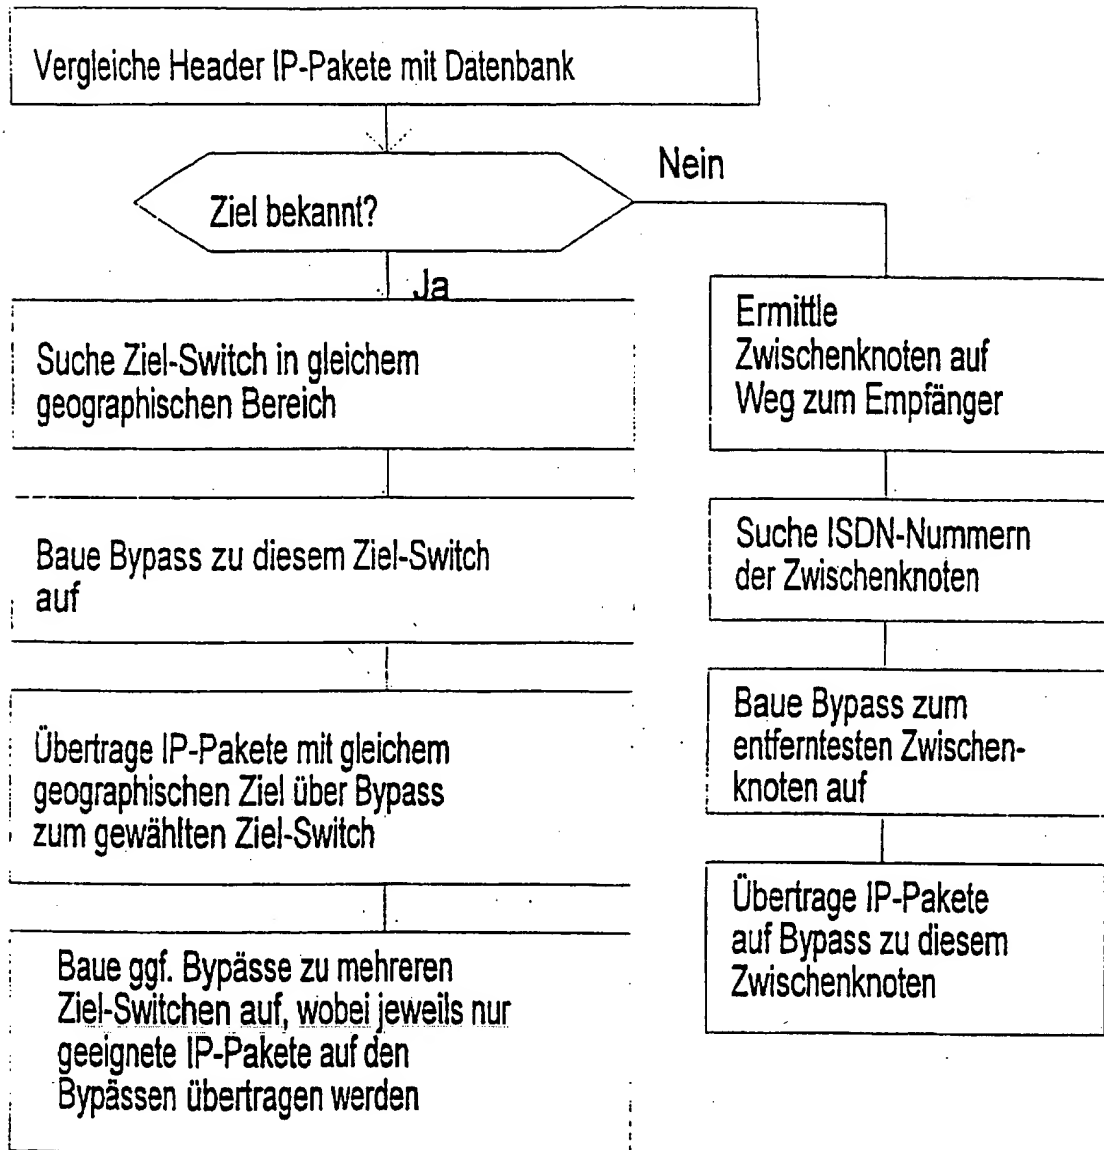 Vergleiche Header IP-Pakete mit Datenbank
Ziel bekannt?
Nein
Ja
Suche Ziel-Switch in gleichem
geographischen Bereich
Baue Bypass zu diesem Ziel-Switch
auf
Übertrage IP-Pakete mit gleichem
geographischen Ziel über Bypass
zum gewählten Ziel-Switch
Baue ggf. Bypässe zu mehreren
Ziel-Switchen auf, wobei jeweils nur
geeignete IP-Pakete auf den
Bypässen übertragen werden
Ermittle
Zwischenknoten auf
Weg zum Empfänger
Suche ISDN-Nummern
der Zwischenknoten
Baue Bypass zum
entferntesten Zwischen-
knoten auf
Übertrage IP-Pakete
auf Bypass zu diesem
Zwischenknoten